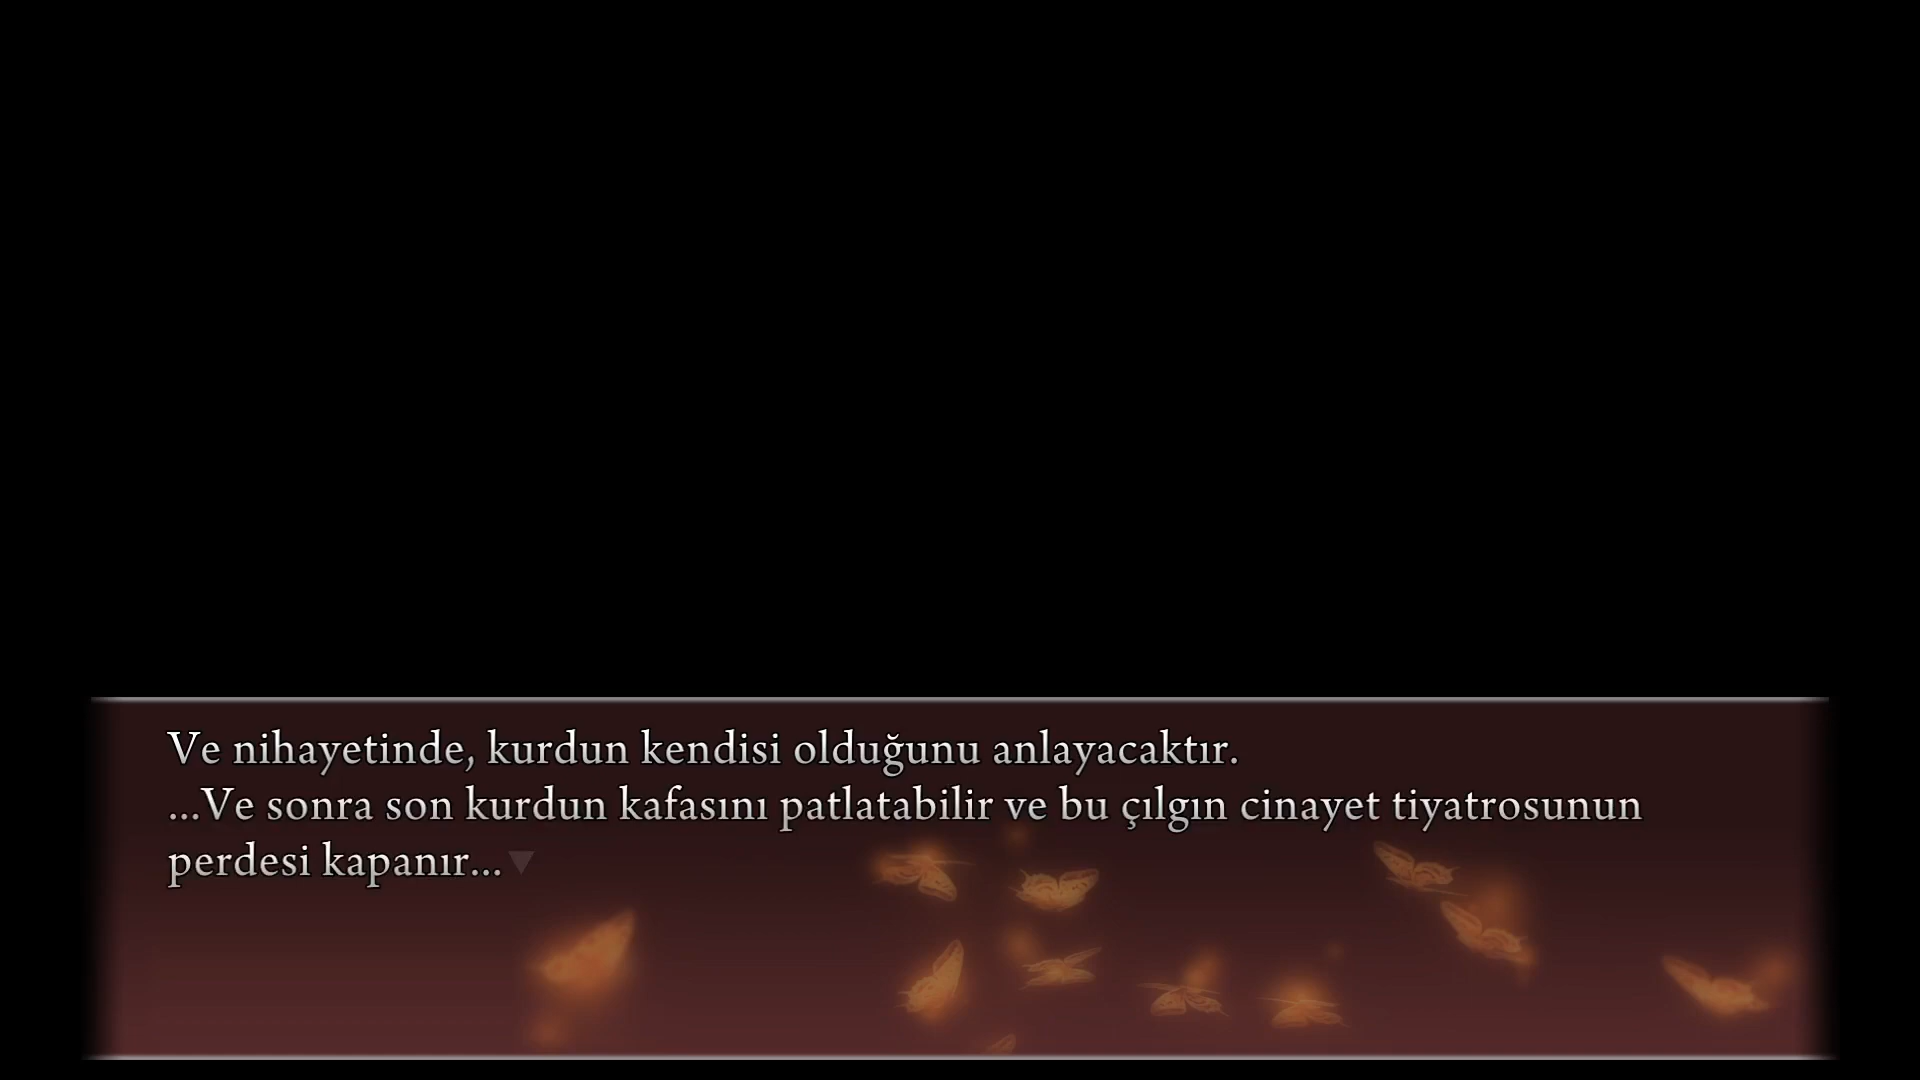 Ve nihayetinde, kurdun kendisi olduğunu anlayacaktır.
...Ve sonra son kurdun kafasını patlatabilir ve bu çılgın cinayet tiyatrosunun
perdesi kapanır...